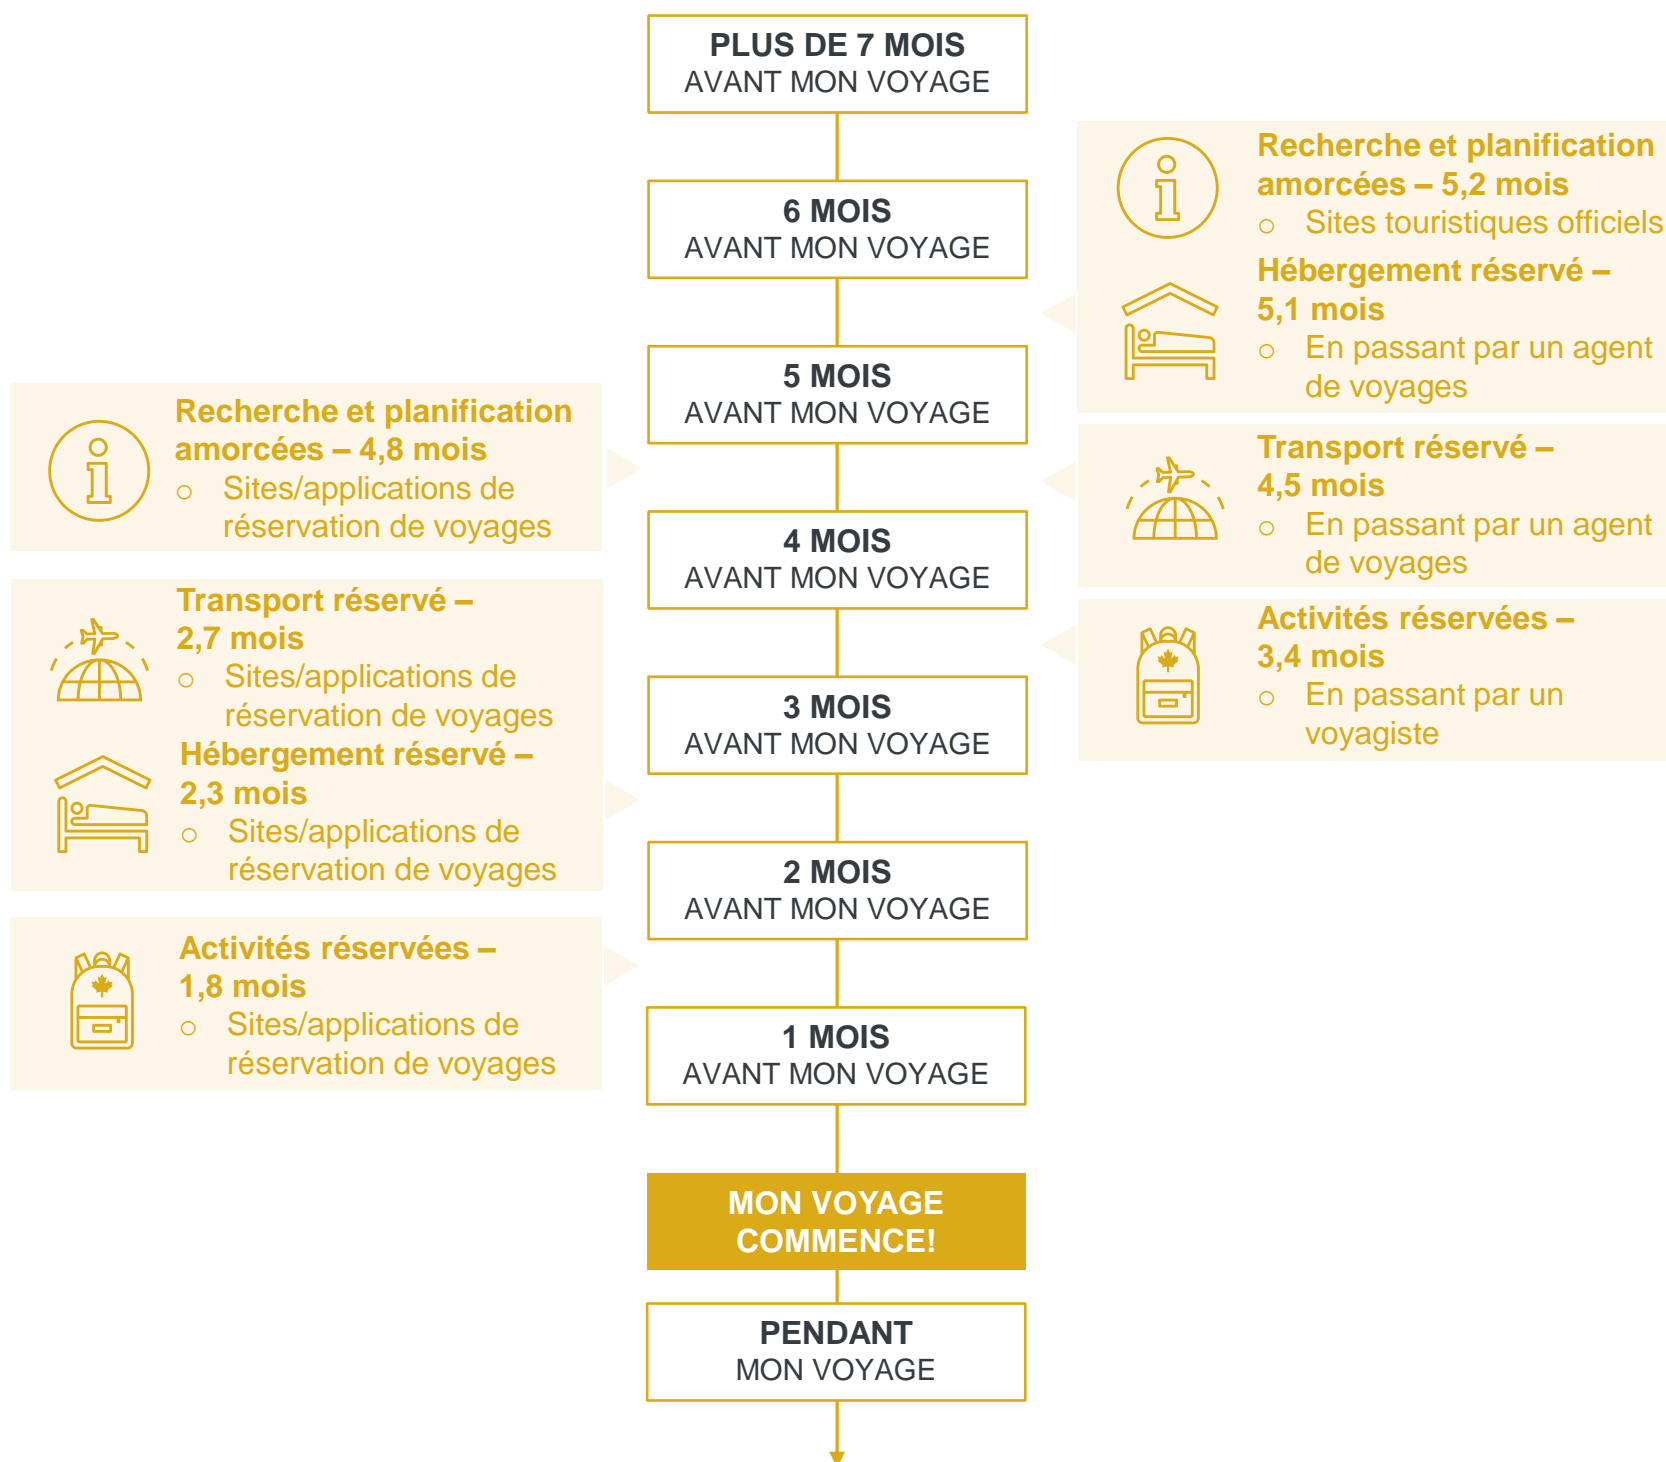 PLUS DE 7 MOIS
AVANT MON VOYAGE
6 MOIS
AVANT MON VOYAGE
5 MOIS
AVANT MON VOYAGE
4 MOIS
AVANT MON VOYAGE
3 MOIS
AVANT MON VOYAGE
2 MOIS
AVANT MON VOYAGE
1 MOIS
AVANT MON VOYAGE
MON VOYAGE
COMMENCE!
PENDANT
MON VOYAGE
Recherche et planification
amorcées – 4,8 mois
o Sites/applications de
réservation de voyages
Transport réservé –
2,7 mois
o Sites/applications de
réservation de voyages
Hébergement réservé –
2,3 mois
o Sites/applications de
réservation de voyages
Activités réservées –
1,8 mois
o Sites/applications de
réservation de voyages
Recherche et planification
amorcées – 5,2 mois
o Sites touristiques officiels
Hébergement réservé –
5,1 mois
o En passant par un agent
de voyages
Transport réservé –
4,5 mois
o En passant par un agent
de voyages
Activités réservées –
3,4 mois
o En passant par un
voyagiste